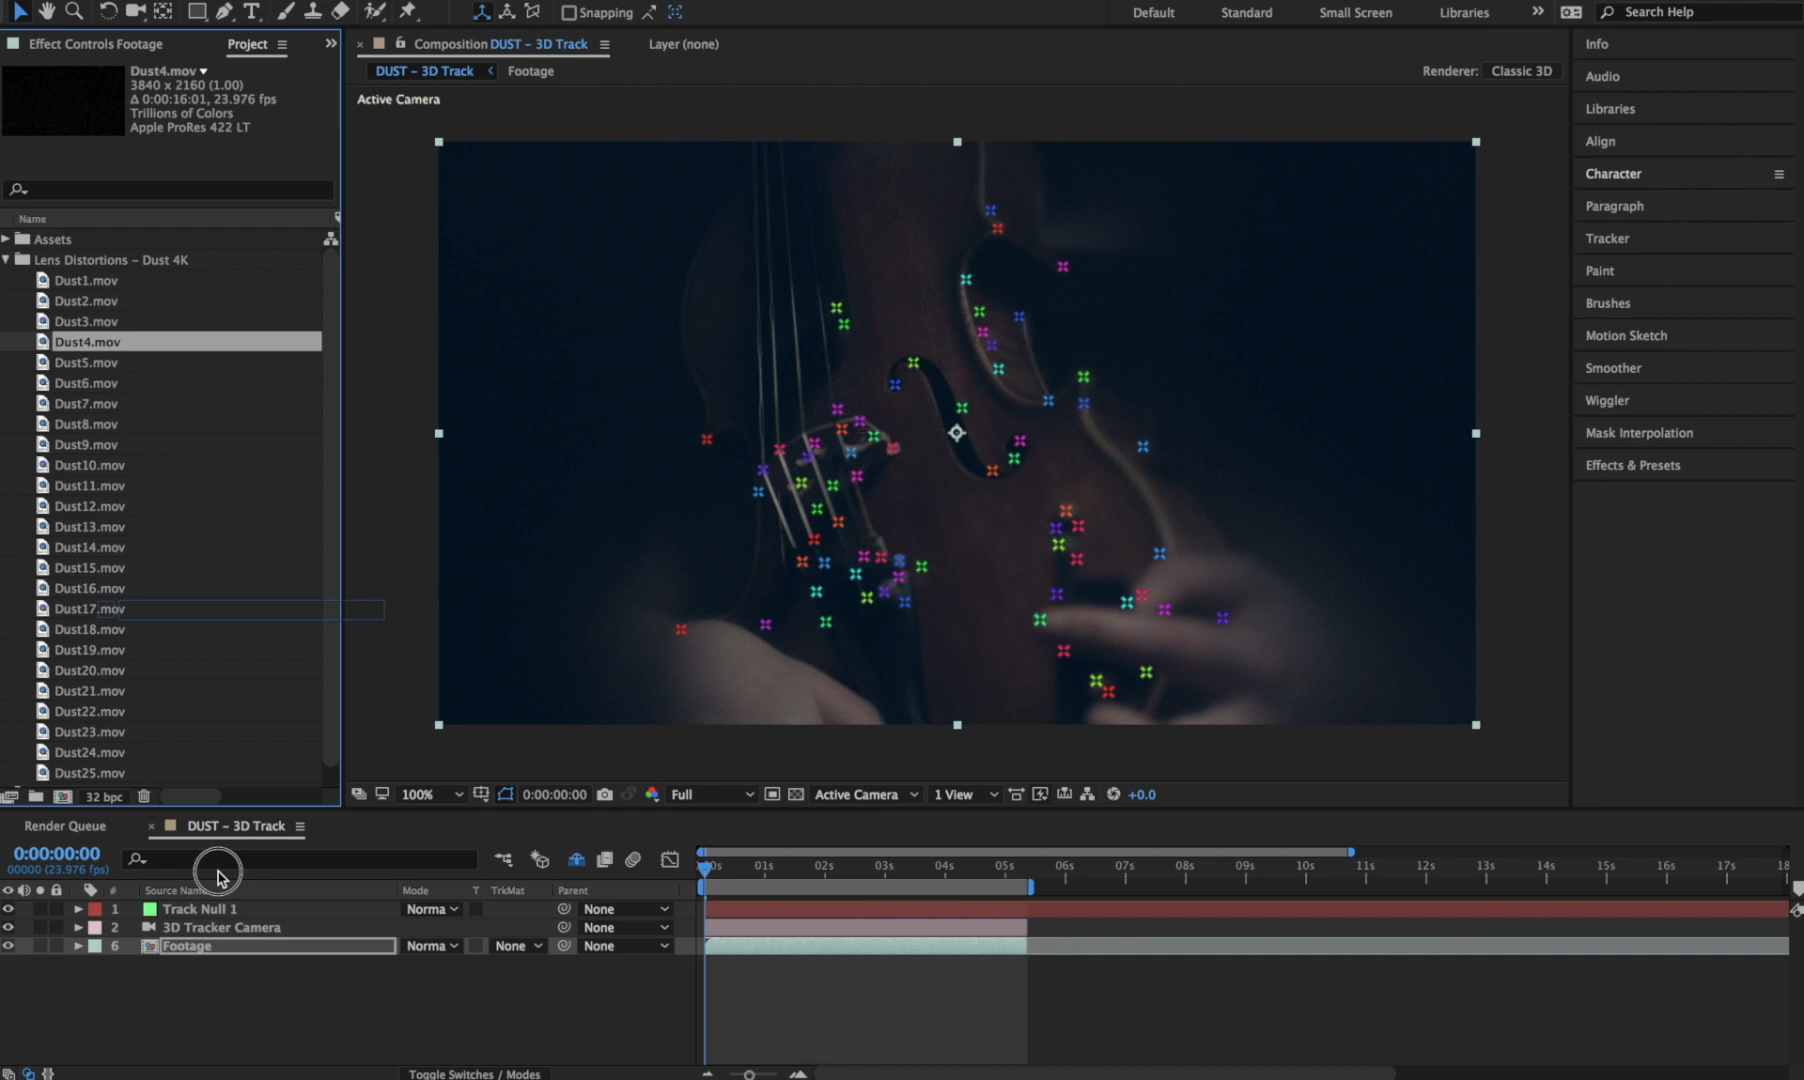 Snapping
Default
Standard
Small Screen
Libraries
Search Help
Effect Controls Footage
Project
Composition DUST - 3D Track
Layer (none)
Dust4.mov
3840 x 2160 (1.00)
Δ 0:00:16:01, 23.976 fps
Trillions of Colors
Apple ProRes 422 LT
DUST - 3D Track
Footage
Renderer:
Classic 3D
Active Camera
Name
Assets
Lens Distortions - Dust 4K
Dust1.mov
Dust2.mov
Dust3.mov
Dust4.mov
Dust5.mov
Dust6.mov
Dust7.mov
Dust8.mov
Dust9.mov
Dust10.mov
Dust11.mov
Dust12.mov
Dust13.mov
Dust14.mov
Dust15.mov
Dust16.mov
Dust17.mov
Dust18.mov
Dust19.mov
Dust20.mov
Dust21.mov
Dust22.mov
Dust23.mov
Dust24.mov
Dust25.mov
32 bpc
Info
Audio
Libraries
Align
Character
Paragraph
Tracker
Paint
Brushes
Motion Sketch
Smoother
Wiggler
Mask Interpolation
Effects & Presets
100%
0:00:00:00
Full
Active Camera
1 View
+0.0
Render Queue
DUST - 3D Track
0:00:00:00
00000 (23.976 fps)
01s 02s 03s 04s 05s 06s 07s 08s 09s 10s 11s 12s 13s 14s 15s 16s 17s 18
# Source Name Mode T TrkMat Parent
1 Track Null 1 Norma None
2 3D Tracker Camera None
6 Footage Norma None None
Toggle Switches / Modes